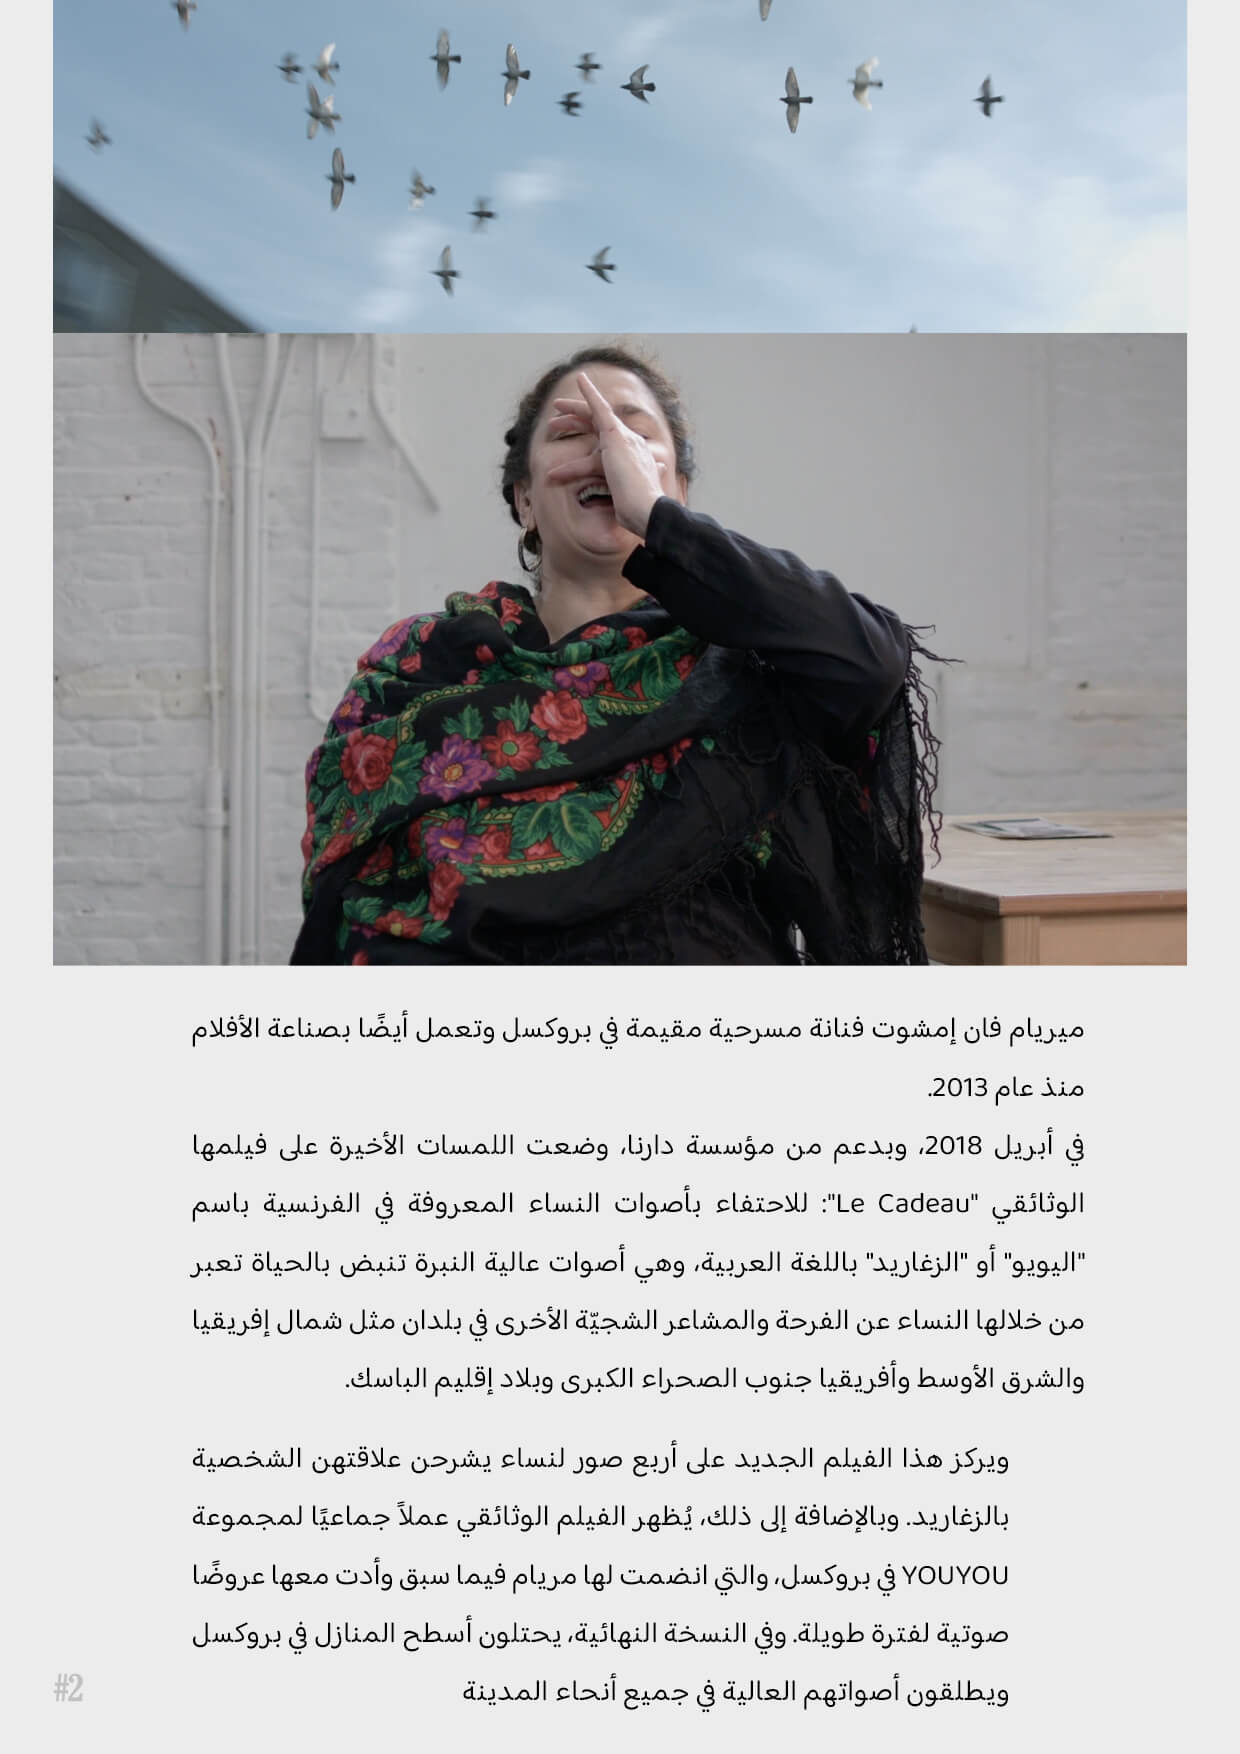 ميريام فان إمشوت فنانة مسرحية مقيمة في بروكسل وتعمل أيضًا بصناعة الأفلام
منذ عام 2013.
في أبريل 2018، وبدعم من مؤسسة دارنا، وضعت اللمسات الأخيرة على فيلمها
الوثائقي "Le Cadeau": للاحتفاء بأصوات النساء المعروفة في الفرنسية باسم
"اليويو" أو "الزغاريد" باللغة العربية، وهي أصوات عالية النبرة تنبض بالحياة تعبر
من خلالها النساء عن الفرحة والمشاعر الشجيّة الأخرى في بلدان مثل شمال إفريقيا
والشرق الأوسط وأفريقيا جنوب الصحراء الكبرى وبلاد إقليم الباسك.
ويركز هذا الفيلم الجديد على أربع صور لنساء يشرحن علاقتهن الشخصية
بالزغاريد. وبالإضافة إلى ذلك، يُظهر الفيلم الوثائقي عملاً جماعيًا لمجموعة
YOUYOU في بروكسل، والتي انضمت لها مريام فيما سبق وأدت معها عروضًا
صوتية لفترة طويلة. وفي النسخة النهائية، يحتلون أسطح المنازل في بروكسل
ويطلقون أصواتهم العالية في جميع أنحاء المدينة
#2